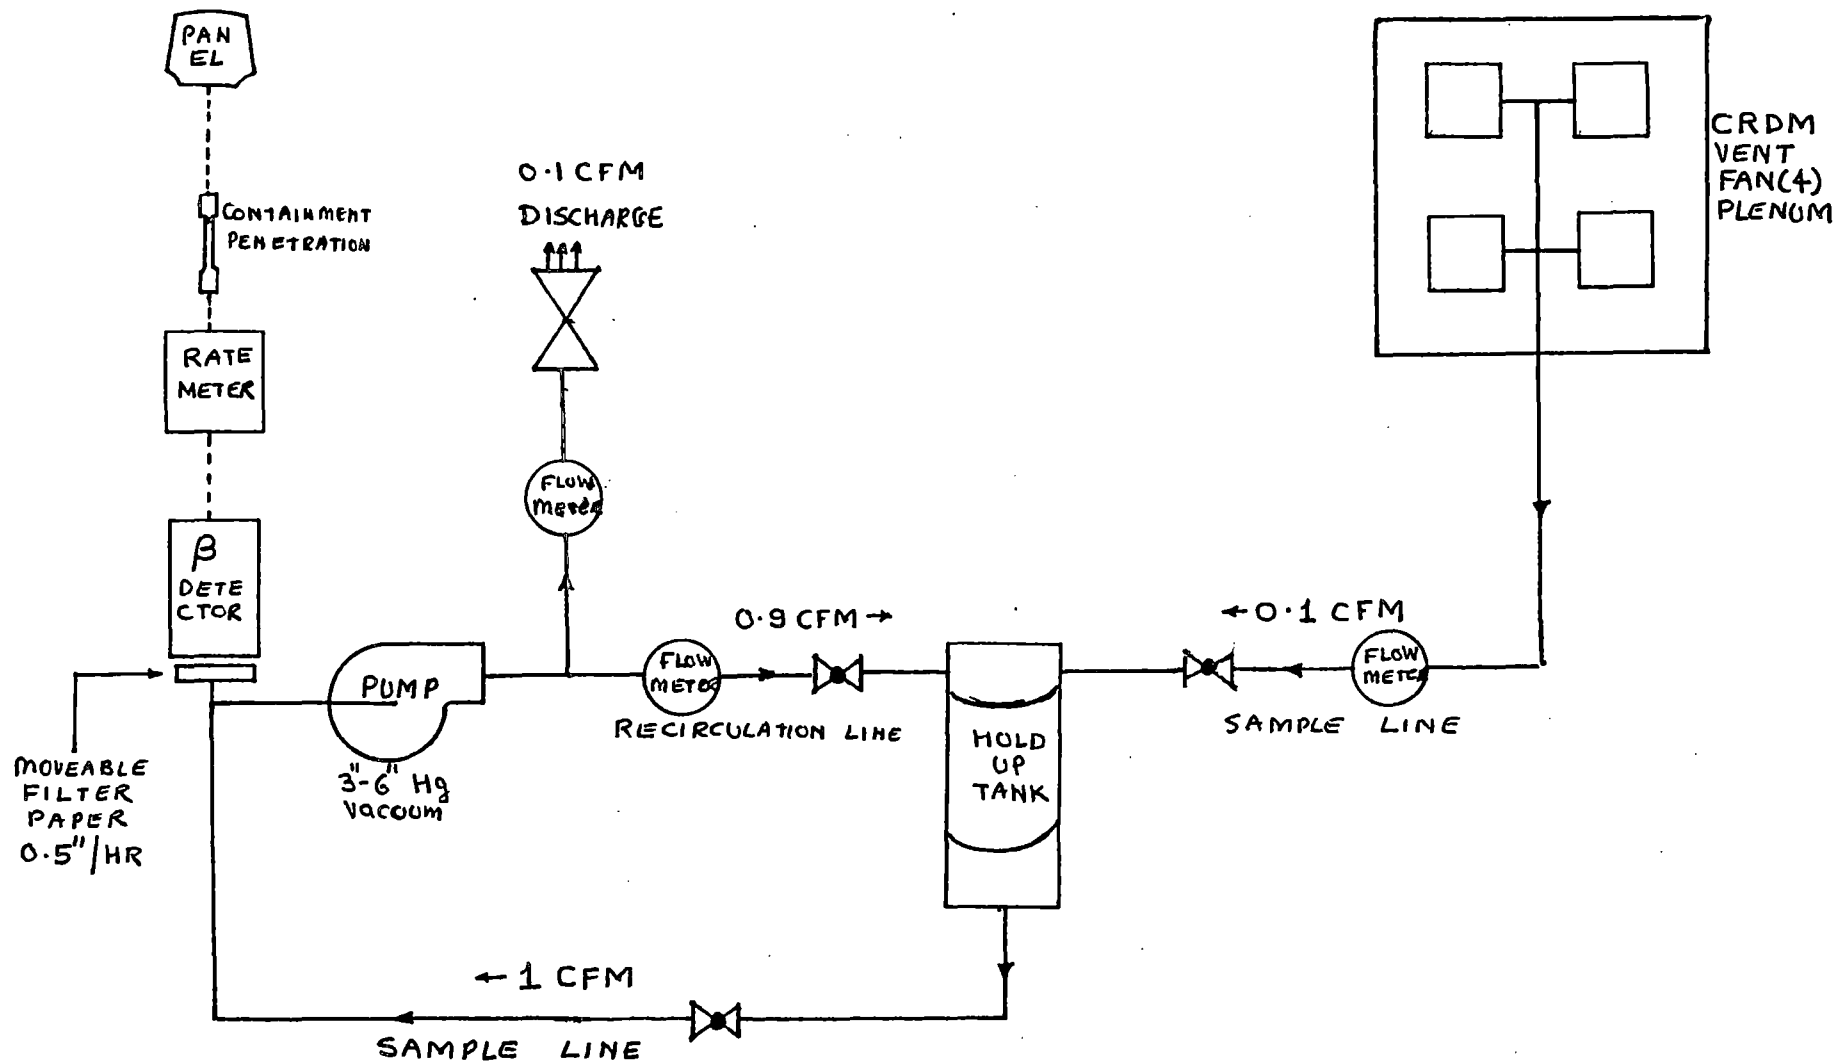 PAN
EL
CONTAINMENT
PENETRATION
RATE
METER
β
DETE
CTOR
MOVEABLE
FILTER
PAPER
0.5"/HR
PUMP
3"-6" Hg
Vacuum
0.1 CFM
DISCHARGE
FLOW
meter
FLOW
METER
0.9 CFM →
RECIRCULATION LINE
HOLD
UP
TANK
← 0.1 CFM
FLOW
METER
SAMPLE LINE
CRDM
VENT
FAN(4)
PLENUM
← 1 CFM
SAMPLE LINE